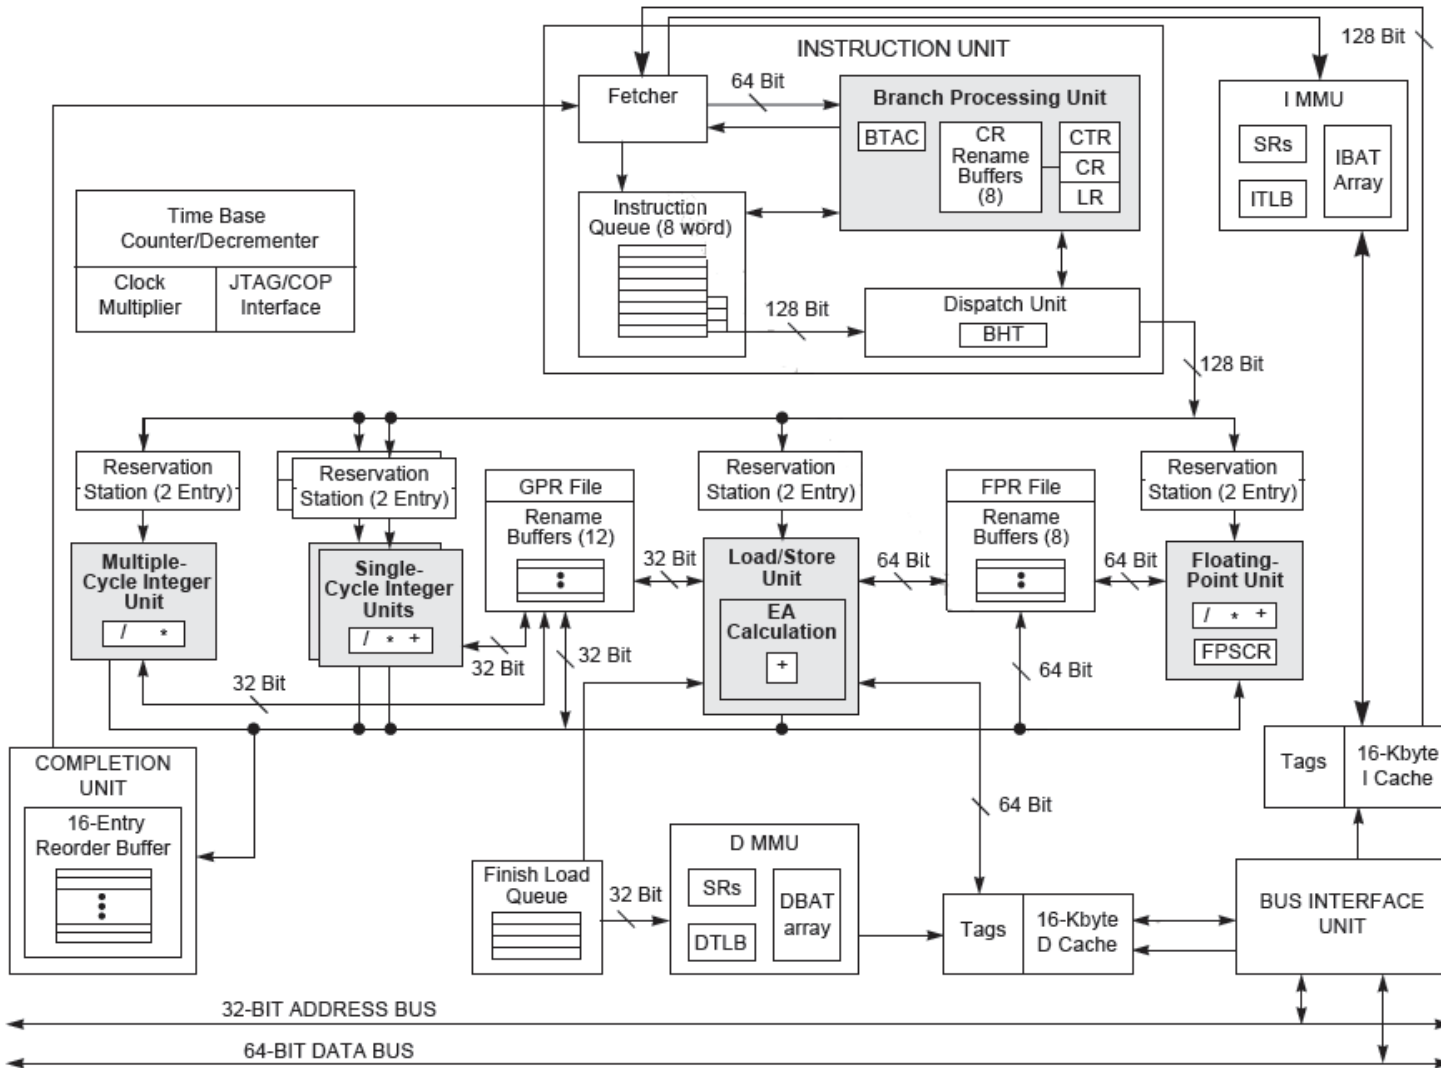 128 Bit
INSTRUCTION UNIT
Fetcher
64 Bit
Branch Processing Unit
BTAC
CR
Rename
Buffers
(8)
CTR
CR
LR
I MMU
SRs
ITLB
IBAT
Array
Time Base
Counter/Decrementer
Clock
Multiplier
JTAG/COP
Interface
Instruction
Queue (8 word)
128 Bit
Dispatch Unit
BHT
128 Bit
Reservation
Station (2 Entry)
Reservation
Station (2 Entry)
GPR File
Rename
Buffers (12)
Reservation
Station (2 Entry)
FPR File
Rename
Buffers (8)
Reservation
Station (2 Entry)
Multiple-
Cycle Integer
Unit
/ *
Single-
Cycle Integer
Units
/ * +
32 Bit
32 Bit
32 Bit
32 Bit
Load/Store
Unit
EA
Calculation
+
64 Bit
64 Bit
64 Bit
Floating-
Point Unit
/ * +
FPSCR
COMPLETION
UNIT
16-Entry
Reorder Buffer
Finish Load
Queue
32 Bit
D MMU
SRs
DTLB
DBAT
array
64 Bit
Tags
16-Kbyte
D Cache
Tags
16-Kbyte
I Cache
BUS INTERFACE
UNIT
32-BIT ADDRESS BUS
64-BIT DATA BUS